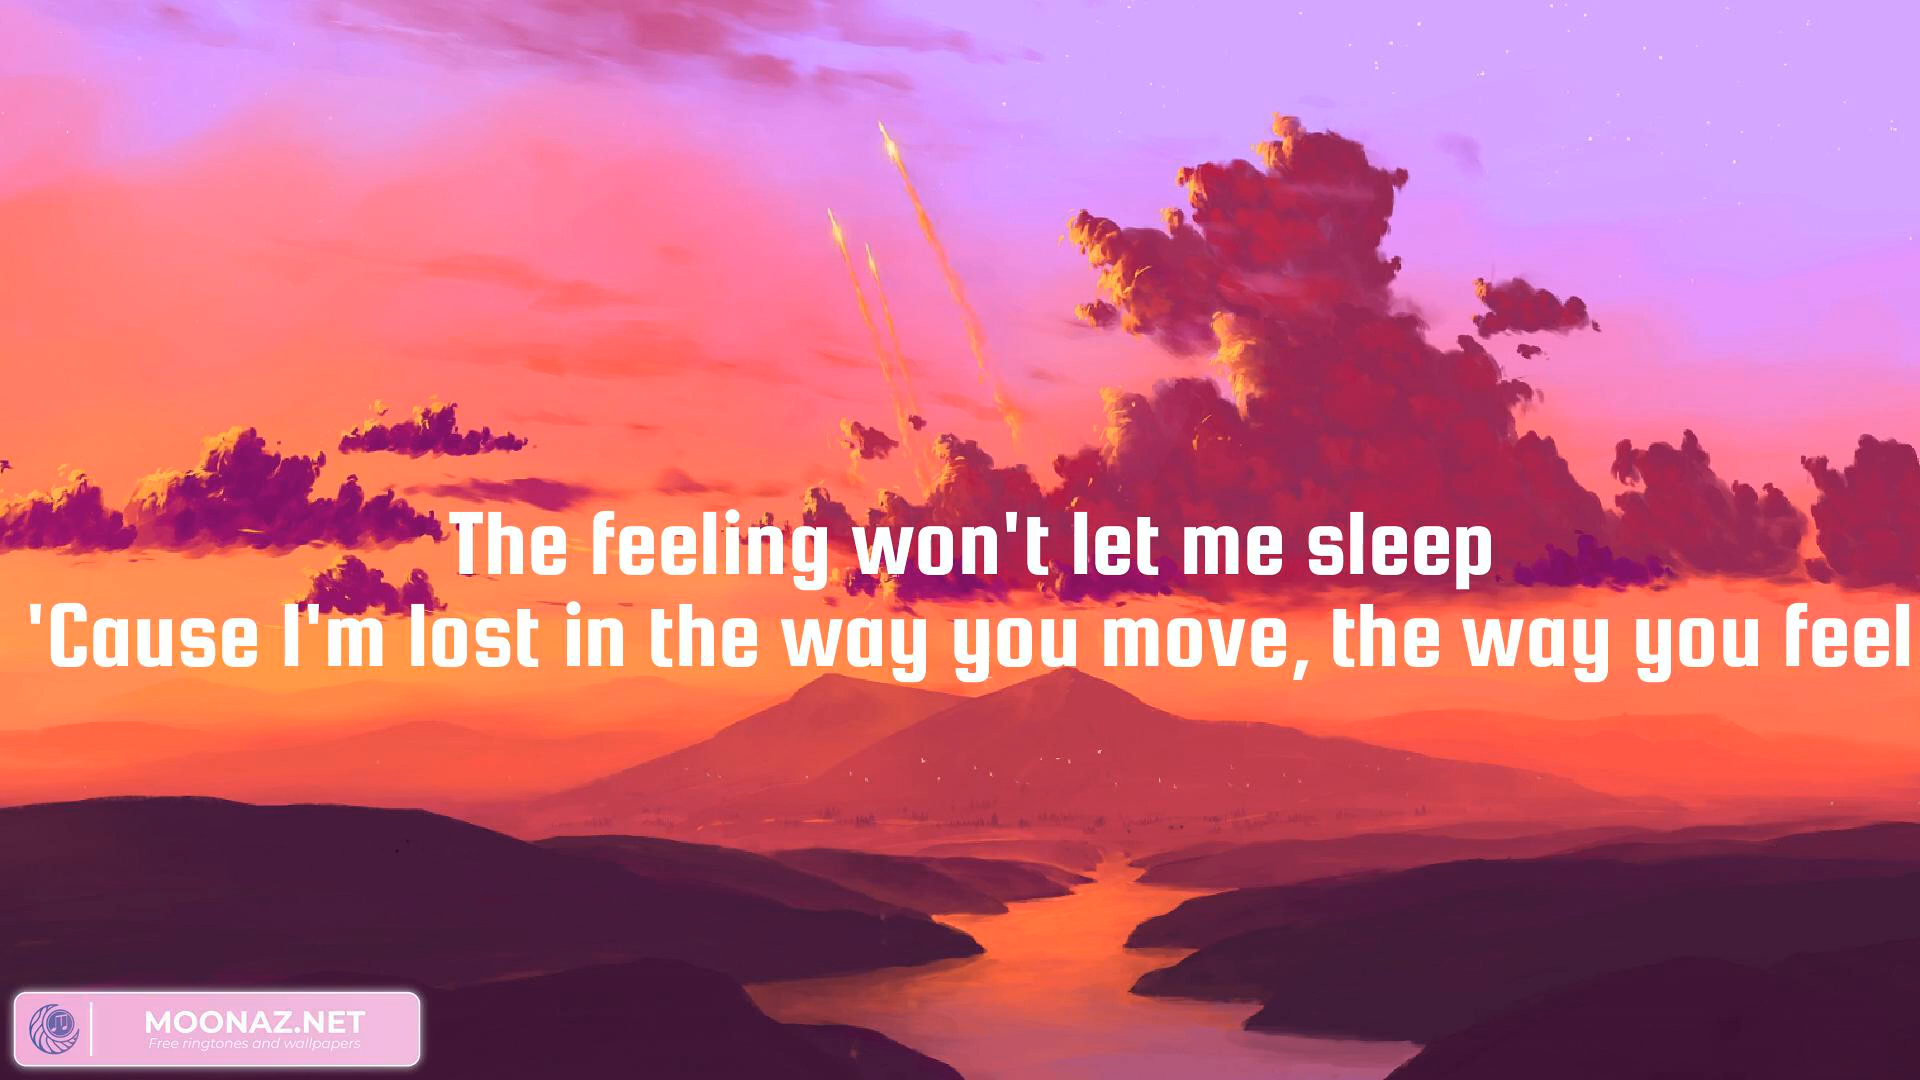 The feeling won't let me sleep
'Cause I'm lost in the way you move, the way you feel
MOONAZ.NET
Free ringtones and wallpapers